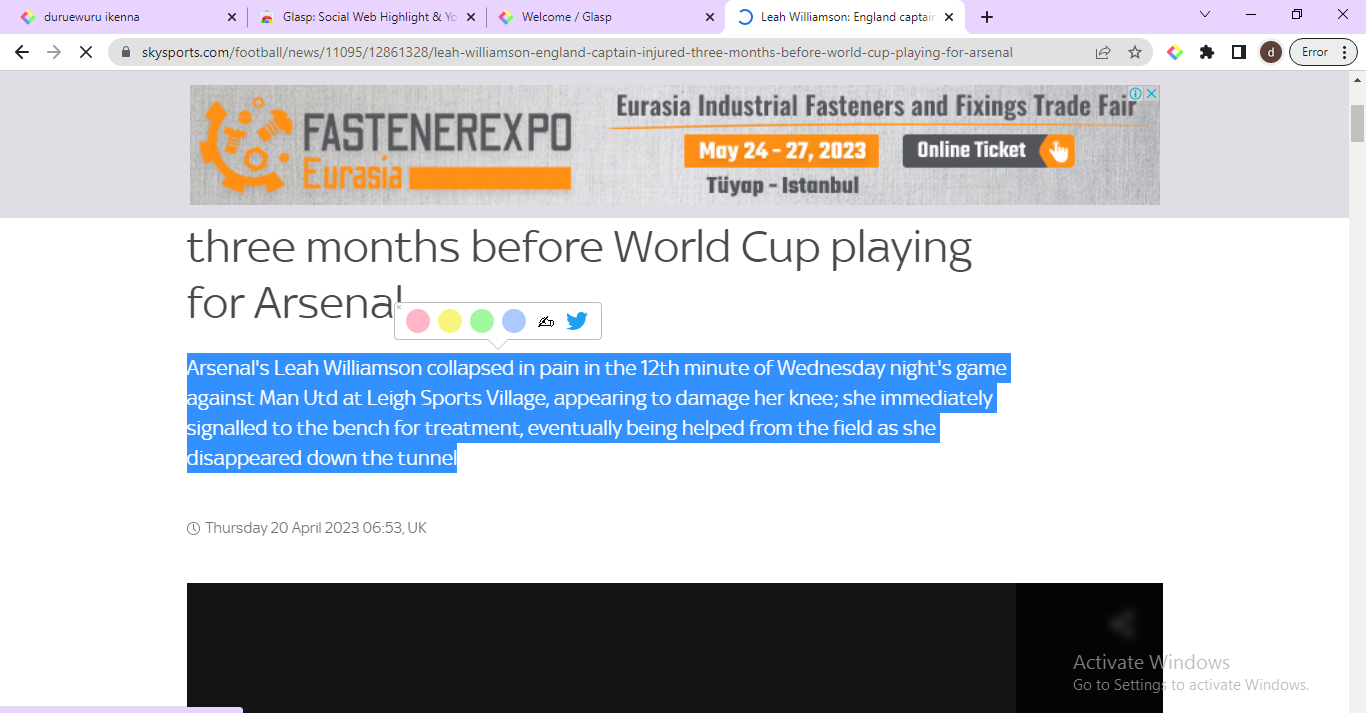 duruewuru ikenna
Glasp: Social Web Highlight & Yo
Welcome / Glasp
Leah Williamson: England captain
skysports.com/football/news/11095/12861328/leah-williamson-england-captain-injured-three-months-before-world-cup-playing-for-arsenal
d
Error
FASTENEREXPO
Eurasia
Eurasia Industrial Fasteners and Fixings Trade Fair
May 24 - 27, 2023
Online Ticket
Tüyap - Istanbul
three months before World Cup playing
for Arsenal
Arsenal's Leah Williamson collapsed in pain in the 12th minute of Wednesday night's game
against Man Utd at Leigh Sports Village, appearing to damage her knee; she immediately
signalled to the bench for treatment, eventually being helped from the field as she
disappeared down the tunnel
Thursday 20 April 2023 06:53, UK
Activate Windows
Go to Settings to activate Windows.